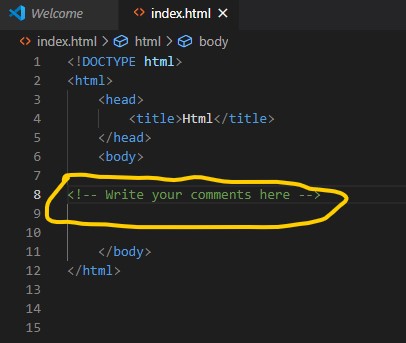 Welcome
index.html
index.html > html > body
1 <!DOCTYPE html>
2 <html>
3 <head>
4 <title>Html</title>
5 </head>
6 <body>
7
8 <!-- Write your comments here -->
9
10
11 </body>
12 </html>
13
14
15